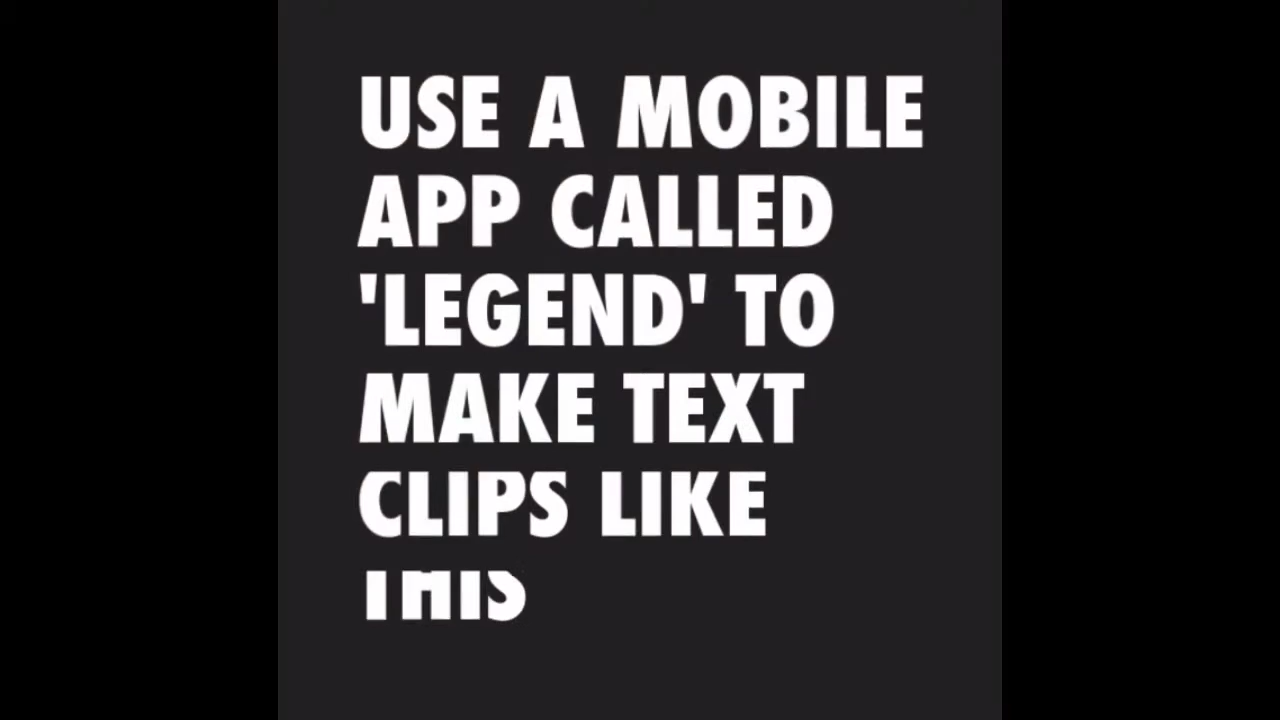 USE A MOBILE
APP CALLED
'LEGEND' TO
MAKE TEXT
CLIPS LIKE
THIS